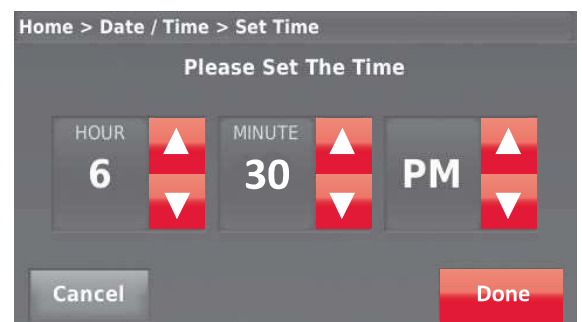 Home > Date / Time > Set Time
Please Set The Time
HOUR MINUTE
6 30 PM
Cancel Done